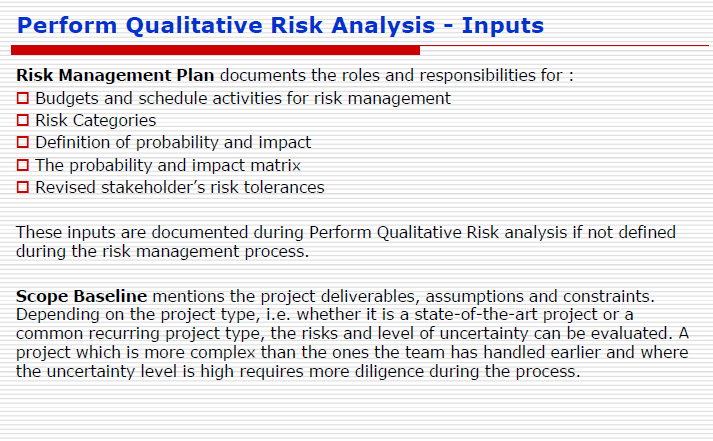 Perform Qualitative Risk Analysis - Inputs
Risk Management Plan documents the roles and responsibilities for :
Budgets and schedule activities for risk management
Risk Categories
Definition of probability and impact
The probability and impact matrix
Revised stakeholder’s risk tolerances
These inputs are documented during Perform Qualitative Risk analysis if not defined
during the risk management process.
Scope Baseline mentions the project deliverables, assumptions and constraints.
Depending on the project type, i.e. whether it is a state-of-the-art project or a
common recurring project type, the risks and level of uncertainty can be evaluated. A
project which is more complex than the ones the team has handled earlier and where
the uncertainty level is high requires more diligence during the process.